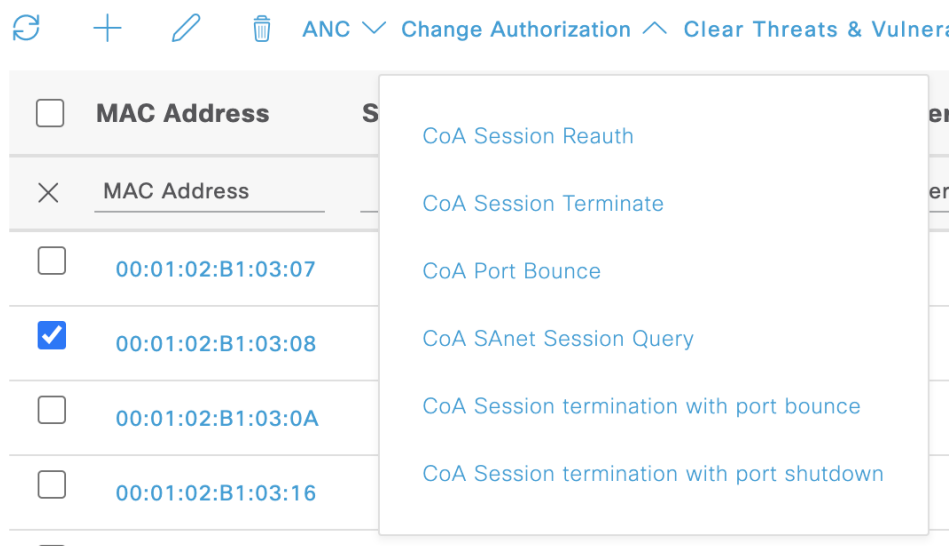 ANC Change Authorization Clear Threats &
MAC Address
MAC Address
CoA Session Reauth
CoA Session Terminate
CoA Port Bounce
CoA SAnet Session Query
CoA Session termination with port bounce
CoA Session termination with port shutdown
00:01:02:B1:03:07
00:01:02:B1:03:08
00:01:02:B1:03:0A
00:01:02:B1:03:16